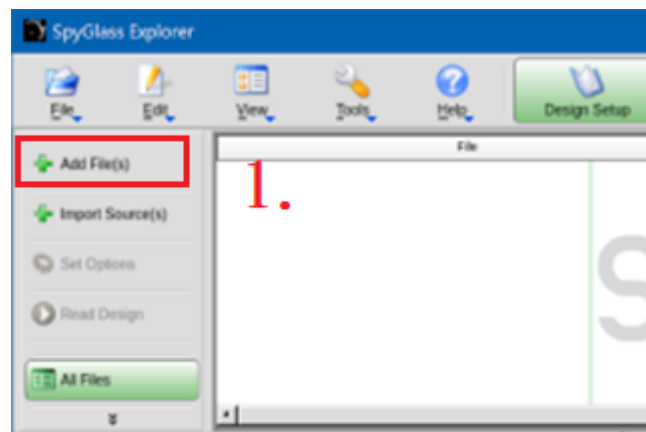 SpyGlass Explorer
File Edit View Tools Help Design Setup
Add File(s)
File
1.
Import Source(s)
Set Options
Read Design
All Files
S